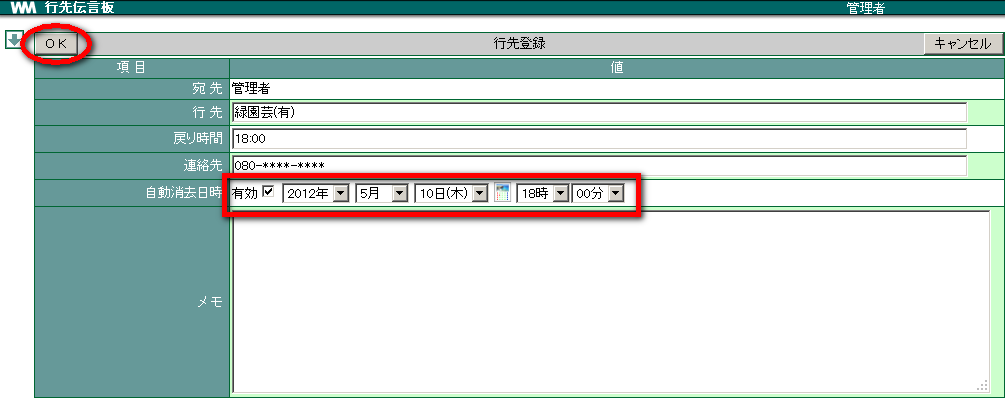 WM 行先伝言板 管理者
OK 行先登録 キャンセル
項目 値
宛先 管理者
行先 緑園芸(有)
戻り時間 18:00
連絡先 080-****-****
自動消去日時 有効 2012年 5月 10日(木) 18時 00分
メモ